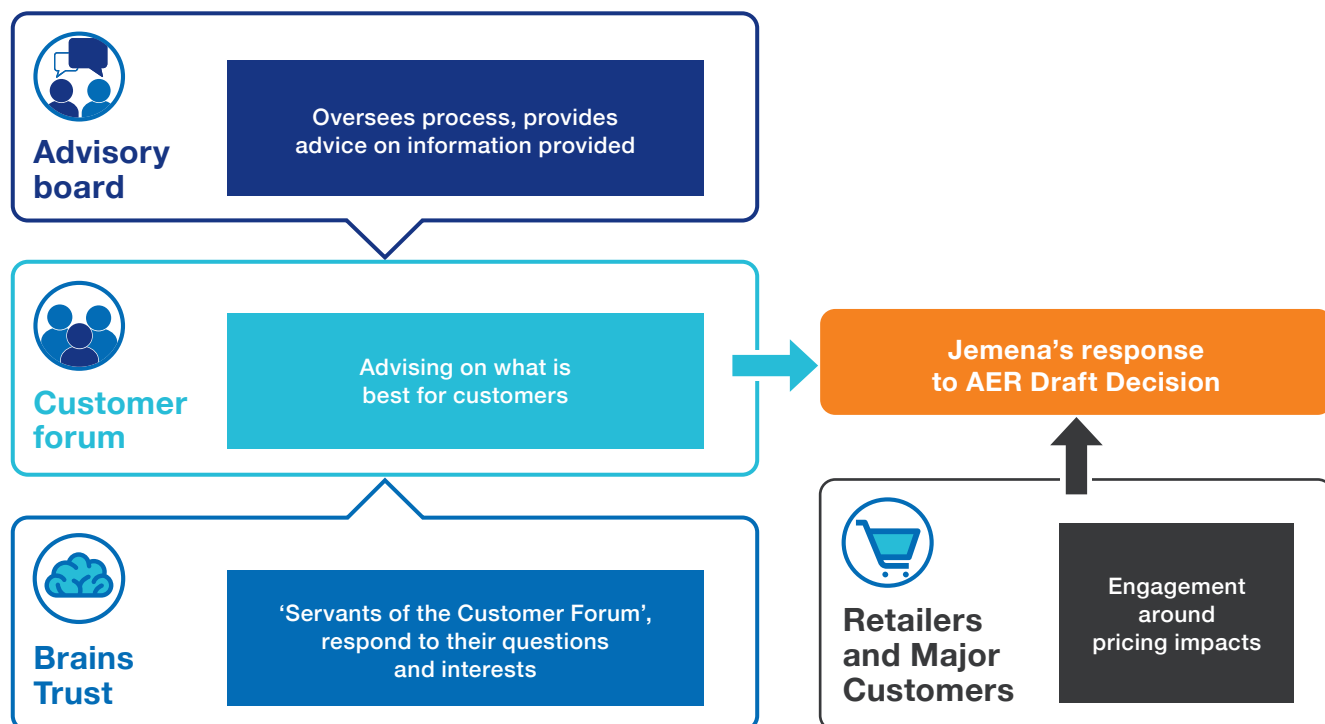 Advisory
board
Oversees process, provides
advice on information provided
Customer
forum
Advising on what is
best for customers
Jemena’s response
to AER Draft Decision
Brains
Trust
‘Servants of the Customer Forum’,
respond to their questions
and interests
Retailers
and Major
Customers
Engagement
around
pricing impacts